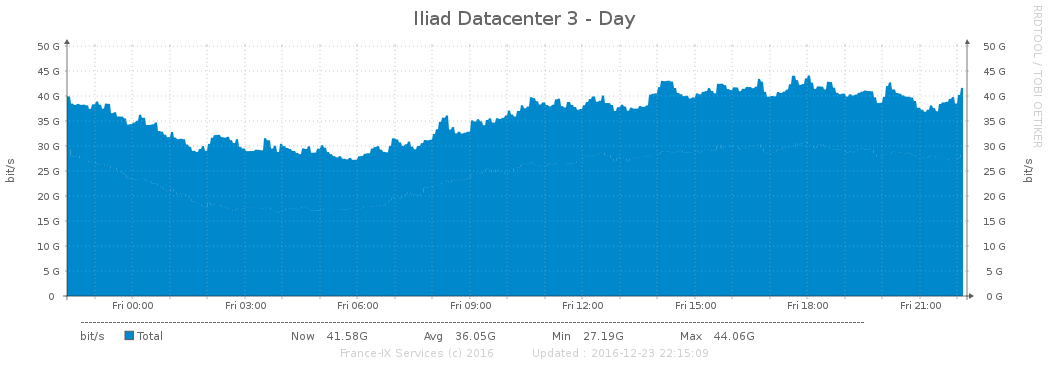 Iliad Datacenter 3 - Day
RRDTOOL / TOBI OETIKER
50 G 50 G
45 G 45 G
40 G 40 G
35 G 35 G
30 G 30 G
25 G 25 G
20 G 20 G
15 G 15 G
10 G 10 G
5 G 5 G
0 0 G
bit/s bit/s
Fri 00:00 Fri 03:00 Fri 06:00 Fri 09:00 Fri 12:00 Fri 15:00 Fri 18:00 Fri 21:00
bit/s Total Now 41.58G Avg 36.05G Min 27.19G Max 44.06G
France-IX Services (c) 2016 Updated : 2016-12-23 22:15:09